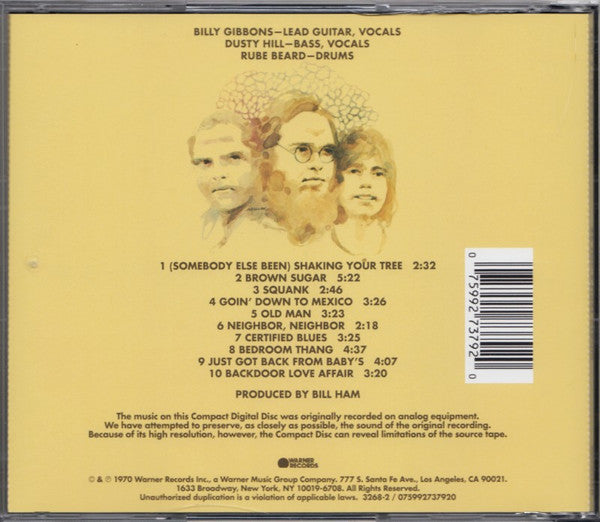 BILLY GIBBONS—LEAD GUITAR, VOCALS
DUSTY HILL—BASS, VOCALS
RUBE BEARD—DRUMS
1 (SOMEBODY ELSE BEEN) SHAKING YOUR TREE 2:32
2 BROWN SUGAR 5:22
3 SQUANK 2:46
4 GOIN' DOWN TO MEXICO 3:26
5 OLD MAN 3:23
6 NEIGHBOR, NEIGHBOR 2:18
7 CERTIFIED BLUES 3:25
8 BEDROOM THANG 4:37
9 JUST GOT BACK FROM BABY'S 4:07
10 BACKDOOR LOVE AFFAIR 3:20
0 75992 73792 0
PRODUCED BY BILL HAM
The music on this Compact Digital Disc was originally recorded on analog equipment.
We have attempted to preserve, as closely as possible, the sound of the original recording.
Because of its high resolution, however, the Compact Disc can reveal limitations of the source tape.
WARNER
RECORDS
© & ℗ 1970 Warner Records Inc., a Warner Music Group Company. 777 S. Santa Fe Ave., Los Angeles, CA 90021.
1633 Broadway, New York, NY 10019-6708. All Rights Reserved. Printed in U.S.A.
Unauthorized duplication is a violation of applicable laws. 3268-2 / 075992737920